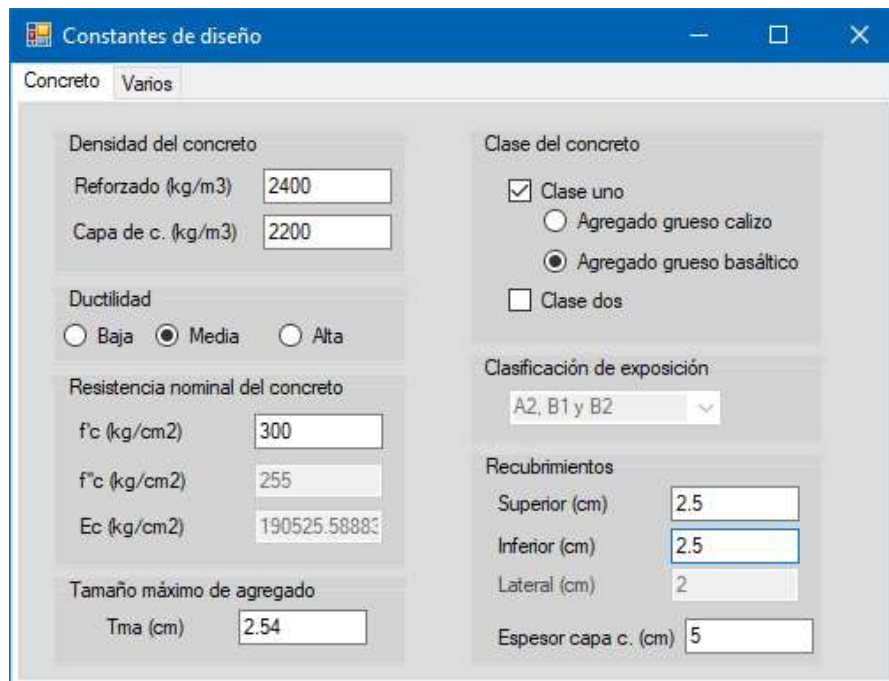 Constantes de diseño
Concreto Varios
Densidad del concreto
Reforzado (kg/m3) 2400
Capa de c. (kg/m3) 2200
Ductilidad
Baja Media Alta
Resistencia nominal del concreto
f'c (kg/cm2) 300
f''c (kg/cm2) 255
Ec (kg/cm2) 190525.58883
Tamaño máximo de agregado
Tma (cm) 2.54
Clase del concreto
Clase uno
Agregado grueso calizo
Agregado grueso basáltico
Clase dos
Clasificación de exposición
A2, B1 y B2
Recubrimientos
Superior (cm) 2.5
Inferior (cm) 2.5
Lateral (cm) 2
Espesor capa c. (cm) 5